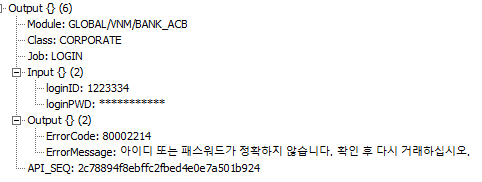 Output {} (6)
Module: GLOBAL/VNM/BANK_ACB
Class: CORPORATE
Job: LOGIN
Input {} (2)
loginID: 1223334
loginPWD: ***********
Output {} (2)
ErrorCode: 80002214
ErrorMessage: 아이디 또는 패스워드가 정확하지 않습니다. 확인 후 다시 거래하십시오.
API_SEQ: 2c78894f8ebffc2fbed4e0e7a501b924